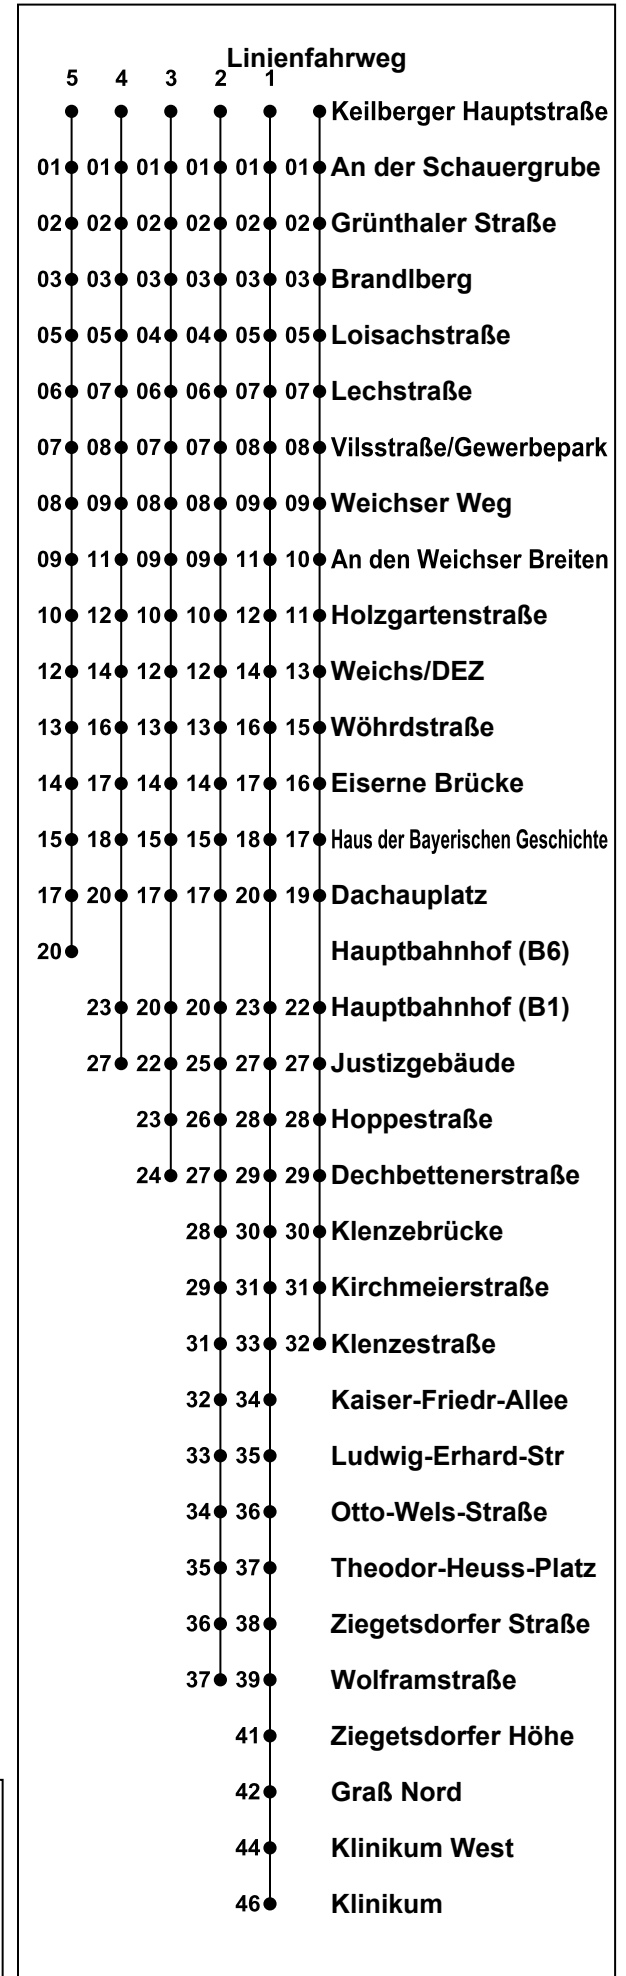 Linienfahrweg
5 4 3 2 1
Keilberger Hauptstraße
01 01 01 01 01 01 An der Schauergrube
02 02 02 02 02 02 Grünthaler Straße
03 03 03 03 03 03 Brandlberg
05 05 04 04 05 05 Loisachstraße
06 07 06 06 07 07 Lechstraße
07 08 07 07 08 08 Vilsstraße/Gewerbepark
08 09 08 08 09 09 Weichser Weg
09 11 09 09 11 10 An den Weichser Breiten
10 12 10 10 12 11 Holzgartenstraße
12 14 12 12 14 13 Weichs/DEZ
13 16 13 13 16 15 Wöhrdstraße
14 17 14 14 17 16 Eiserne Brücke
15 18 15 15 18 17 Haus der Bayerischen Geschichte
17 20 17 17 20 19 Dachauplatz
20 Hauptbahnhof (B6)
23 20 20 23 22 Hauptbahnhof (B1)
27 22 25 27 27 Justizgebäude
23 26 28 28 Hoppestraße
24 27 29 29 Dechbettenerstraße
28 30 30 Klenzebrücke
29 31 31 Kirchmeierstraße
31 33 32 Klenzestraße
32 34 Kaiser-Friedr-Allee
33 35 Ludwig-Erhard-Str
34 36 Otto-Wels-Straße
35 37 Theodor-Heuss-Platz
36 38 Ziegetsdorfer Straße
37 39 Wolframstraße
41 Ziegetsdorfer Höhe
42 Graß Nord
44 Klinikum West
46 Klinikum